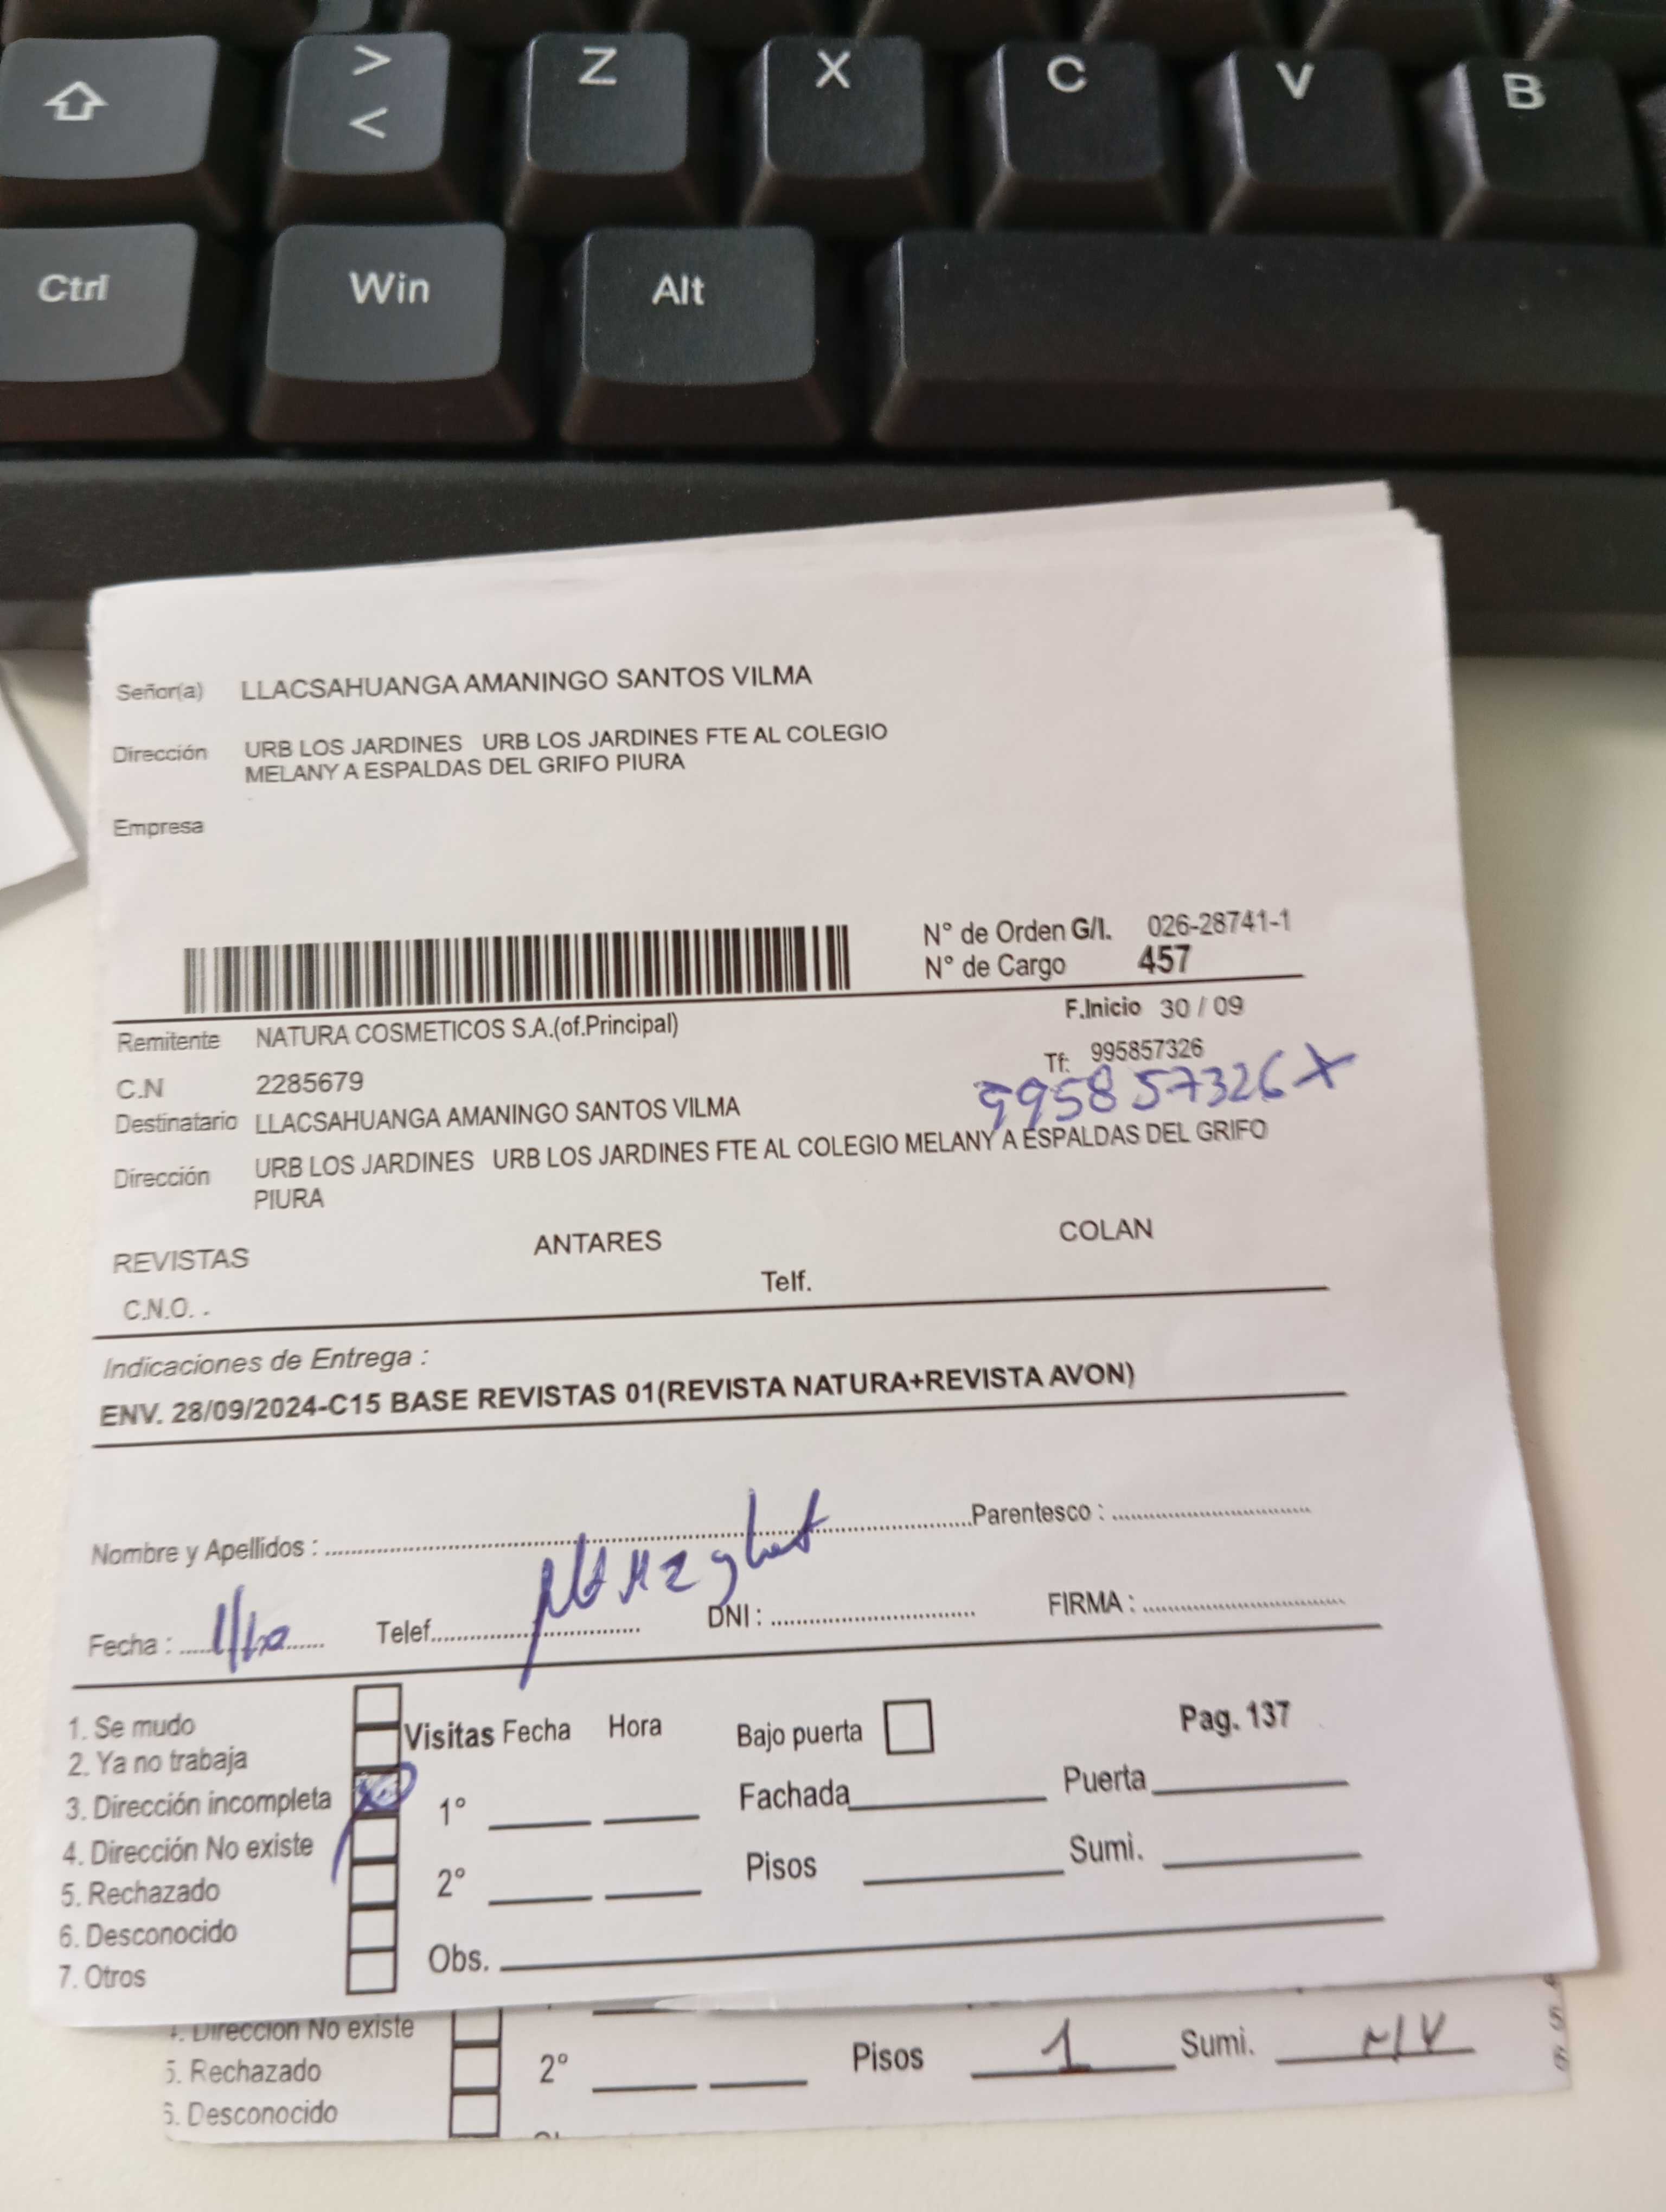 >
<
Z
X
C
V
B
Ctrl
Win
Alt
Señor(a) LLACSAHUANGA AMANINGO SANTOS VILMA
Dirección URB LOS JARDINES URB LOS JARDINES FTE AL COLEGIO
MELANY A ESPALDAS DEL GRIFO PIURA
Empresa
N° de Orden G/I. 026-28741-1
N° de Cargo 457
F.Inicio 30 / 09
Remitente NATURA COSMETICOS S.A.(of.Principal)
Tf: 995857326
C.N 2285679
995857326 X
Destinatario LLACSAHUANGA AMANINGO SANTOS VILMA
Dirección URB LOS JARDINES URB LOS JARDINES FTE AL COLEGIO MELANY A ESPALDAS DEL GRIFO
PIURA
REVISTAS ANTARES COLAN
C.N.O. . Telf.
Indicaciones de Entrega :
ENV. 28/09/2024-C15 BASE REVISTAS 01(REVISTA NATURA+REVISTA AVON)
Nombre y Apellidos : Parentesco :
Fecha : 1/10 Telef. DNI : FIRMA :
1. Se mudo
2. Ya no trabaja
3. Dirección incompleta
4. Dirección No existe
5. Rechazado
6. Desconocido
7. Otros
Visitas Fecha Hora Bajo puerta Pag. 137
1° Fachada Puerta
2° Pisos Sumi.
Obs.
4. Dirección No existe
5. Rechazado 2° Pisos 1 Sumi.
6. Desconocido